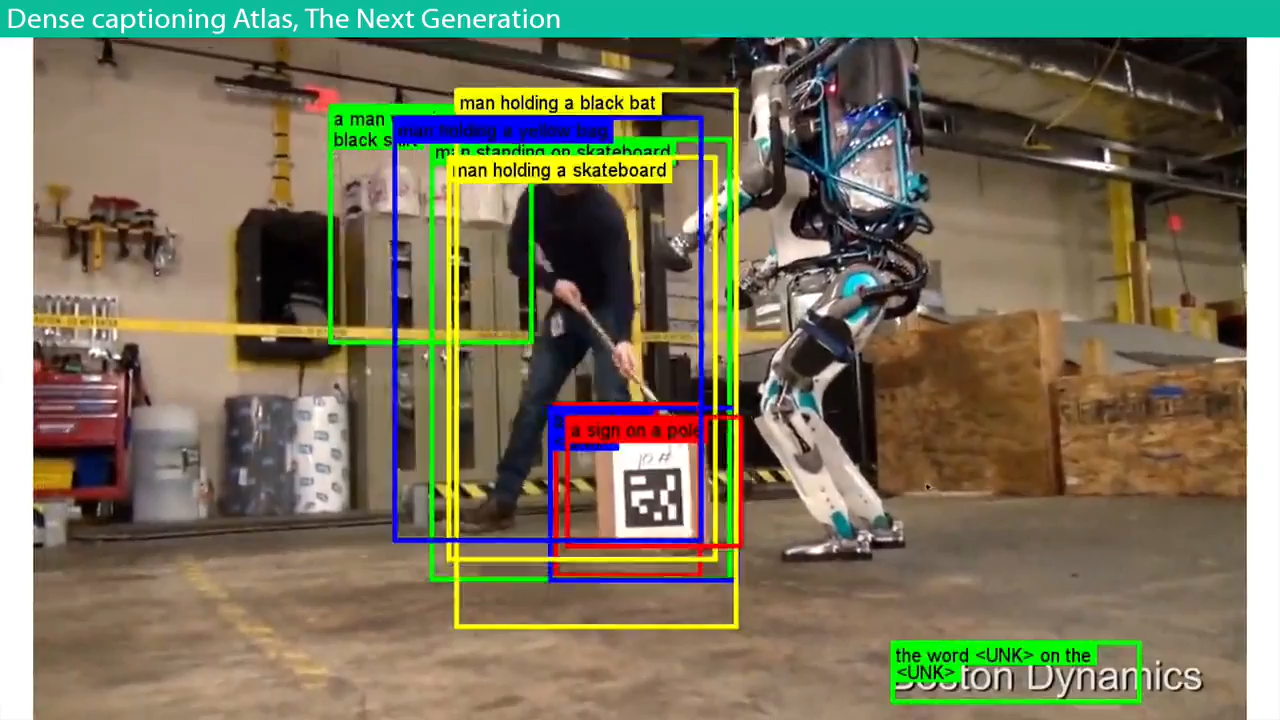 Dense captioning Atlas, The Next Generation
man holding a black bat
a man
black
man holding a yellow bag
man standing on skateboard
man holding a skateboard
a sign on a pole
10#
the word <UNK> on the
<UNK>
Boston Dynamics